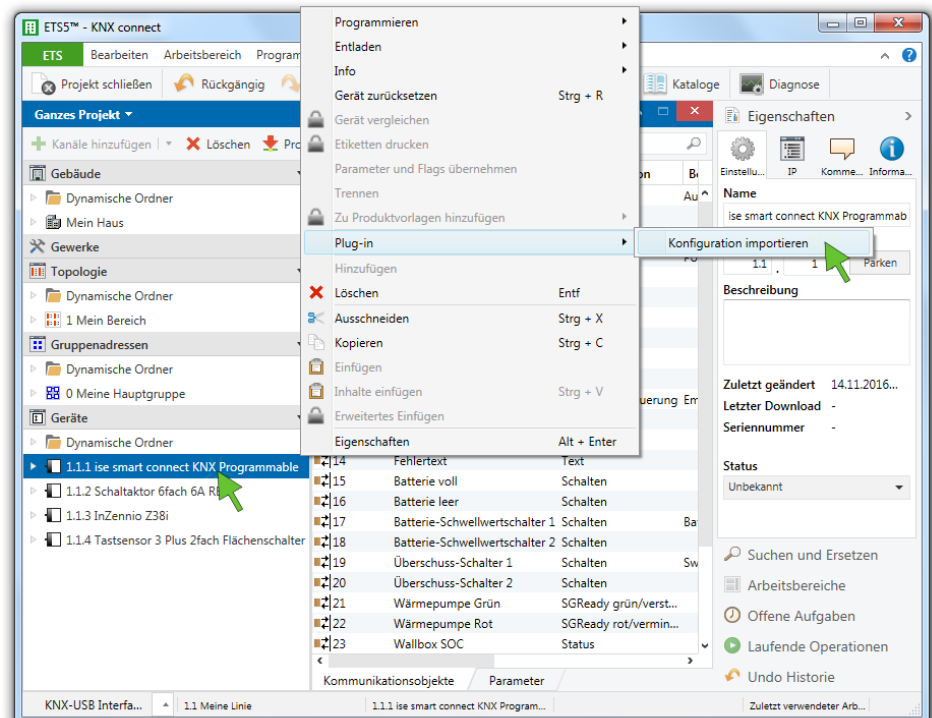 ETS5™ - KNX connect
ETS Bearbeiten Arbeitsbereich
Projekt schließen Rückgängig Kataloge Diagnose
Ganzes Projekt
Kanäle hinzufügen Löschen
Gebäude
Dynamische Ordner
Mein Haus
Gewerke
Topologie
Dynamische Ordner
1 Mein Bereich
Gruppenadressen
Dynamische Ordner
0 Meine Hauptgruppe
Geräte
Dynamische Ordner
1.1.1 ise smart connect KNX Programmable
1.1.2 Schaltaktor 6fach 6A
1.1.3 InZennio Z38i
1.1.4 Tastsensor 3 Plus 2fach Flächenschalter
Programmieren
Entladen
Info
Gerät zurücksetzen Strg + R
Gerät vergleichen
Etiketten drucken
Parameter und Flags übernehmen
Trennen
Zu Produktvorlagen hinzufügen
Plug-in
Konfiguration importieren
Hinzufügen
Löschen Entf
Ausschneiden Strg + X
Kopieren Strg + C
Einfügen
Inhalte einfügen Strg + V
Erweitertes Einfügen
Eigenschaften Alt + Enter
14 Fehlertext Text
15 Batterie voll Schalten
16 Batterie leer Schalten
17 Batterie-Schwellwertschalter 1 Schalten
18 Batterie-Schwellwertschalter 2 Schalten
19 Überschuss-Schalter 1 Schalten Sw
20 Überschuss-Schalter 2 Schalten
21 Wärmepumpe Grün SGReady grün/verst...
22 Wärmepumpe Rot SGReady rot/vermin...
23 Wallbox SOC Status
Kommunikationsobjekte Parameter
Eigenschaften
Einstellu... IP Komme... Informa...
Name
ise smart connect KNX Programmab
1.1 . 1 Parken
Beschreibung
Zuletzt geändert 14.11.2016...
Letzter Download -
Seriennummer -
Status
Unbekannt
Suchen und Ersetzen
Arbeitsbereiche
Offene Aufgaben
Laufende Operationen
Undo Historie
KNX-USB Interfa... 1.1 Meine Linie 1.1.1 ise smart connect KNX Program... Zuletzt verwendeter Arb...